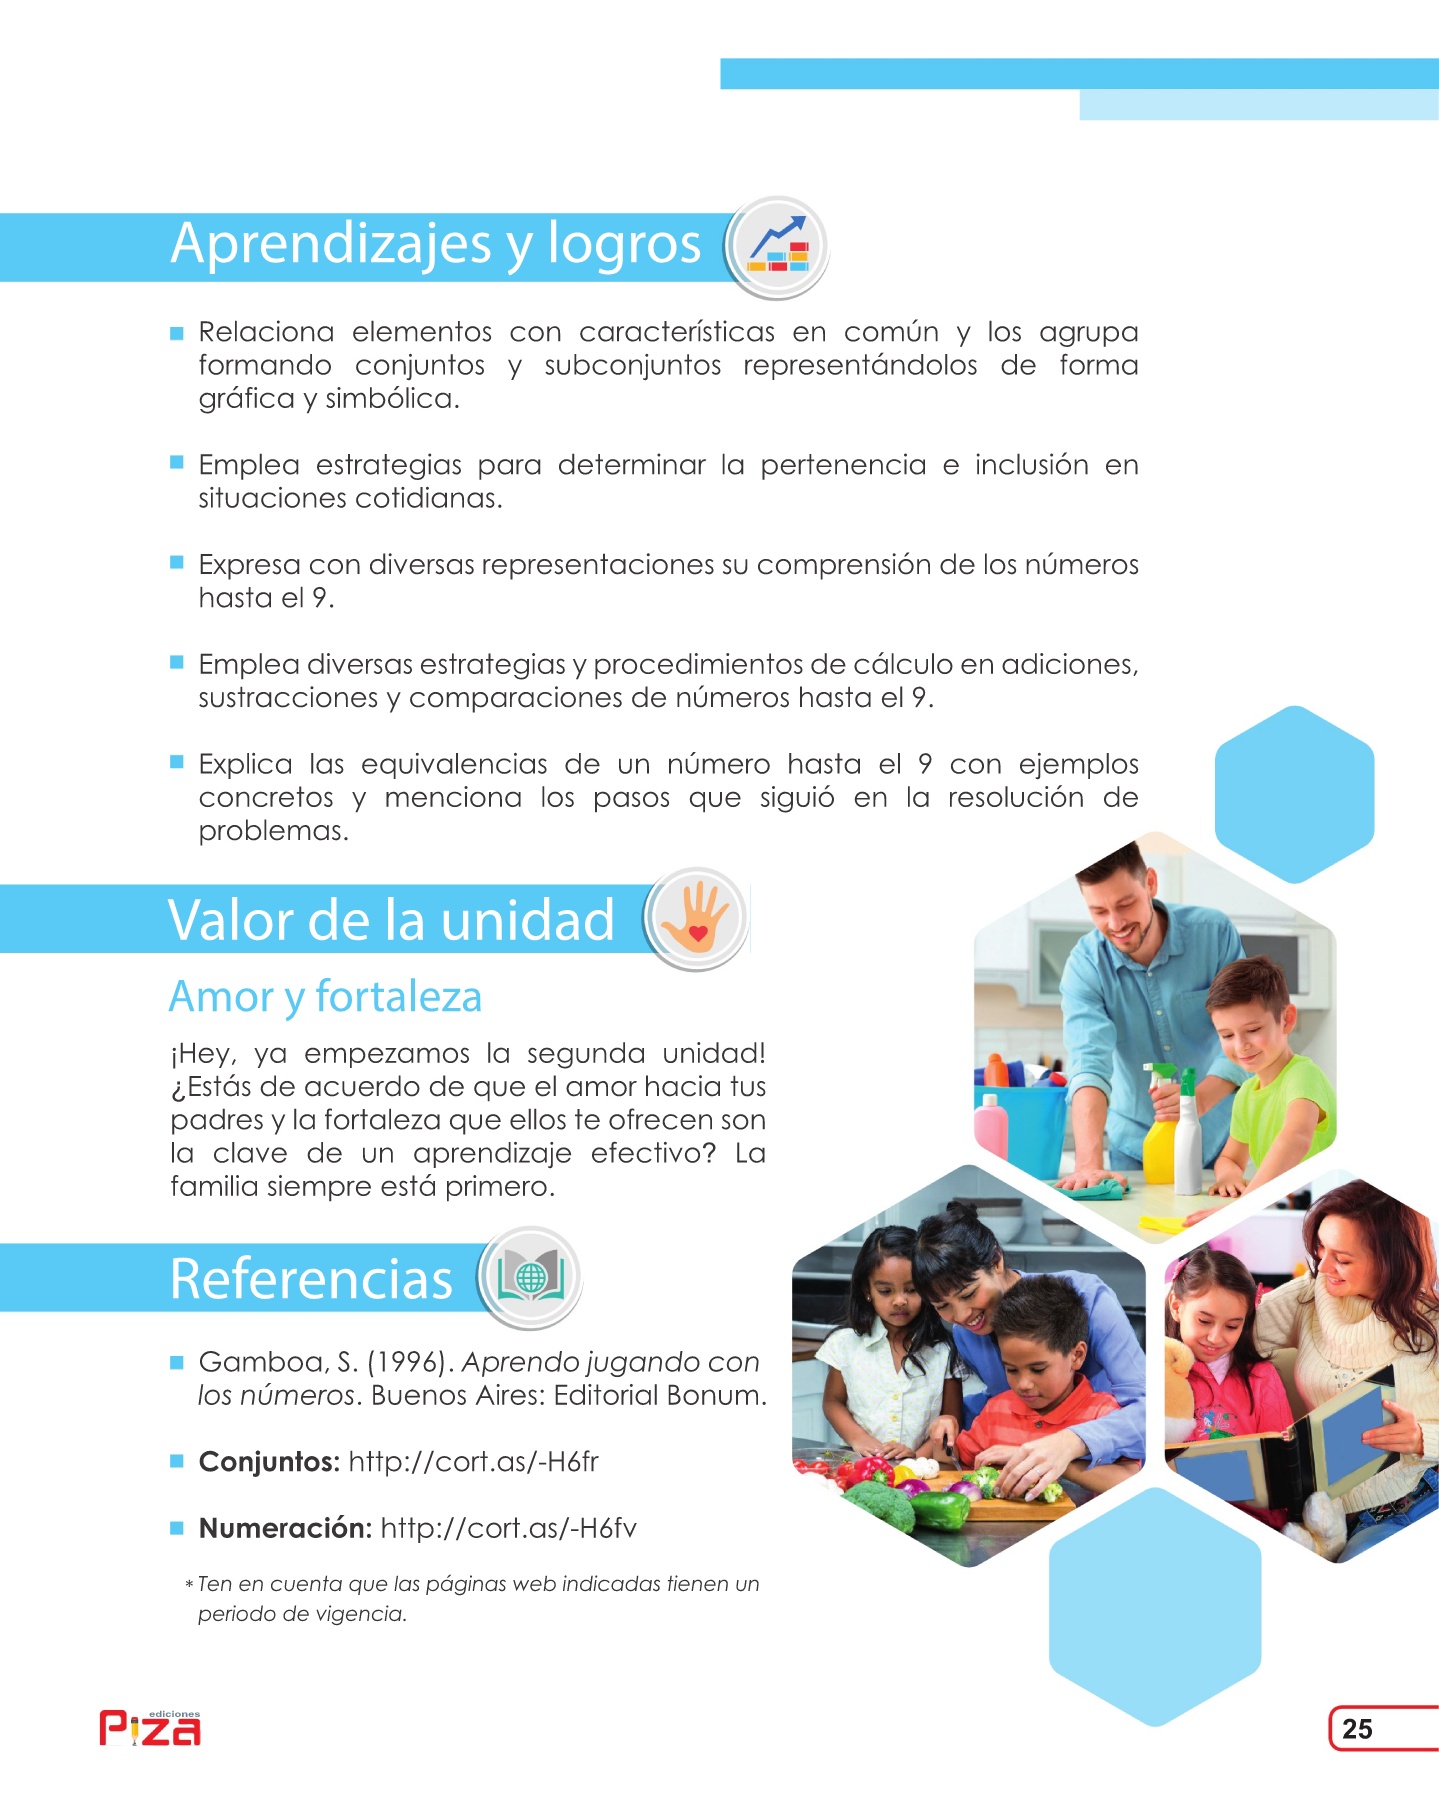 Aprendizajes y logros
Relaciona elementos con características en común y los agrupa
formando conjuntos y subconjuntos representándolos de forma
gráfica y simbólica.
Emplea estrategias para determinar la pertenencia e inclusión en
situaciones cotidianas.
Expresa con diversas representaciones su comprensión de los números
hasta el 9.
Emplea diversas estrategias y procedimientos de cálculo en adiciones,
sustracciones y comparaciones de números hasta el 9.
Explica las equivalencias de un número hasta el 9 con ejemplos
concretos y menciona los pasos que siguió en la resolución de
problemas.
Valor de la unidad
Amor y fortaleza
¡Hey, ya empezamos la segunda unidad!
¿Estás de acuerdo de que el amor hacia tus
padres y la fortaleza que ellos te ofrecen son
la clave de un aprendizaje efectivo? La
familia siempre está primero.
Referencias
Gamboa, S. (1996). Aprendo jugando con
los números. Buenos Aires: Editorial Bonum.
Conjuntos: http://cort.as/-H6fr
Numeración: http://cort.as/-H6fv
* Ten en cuenta que las páginas web indicadas tienen un
periodo de vigencia.
ediciones
Piza
25